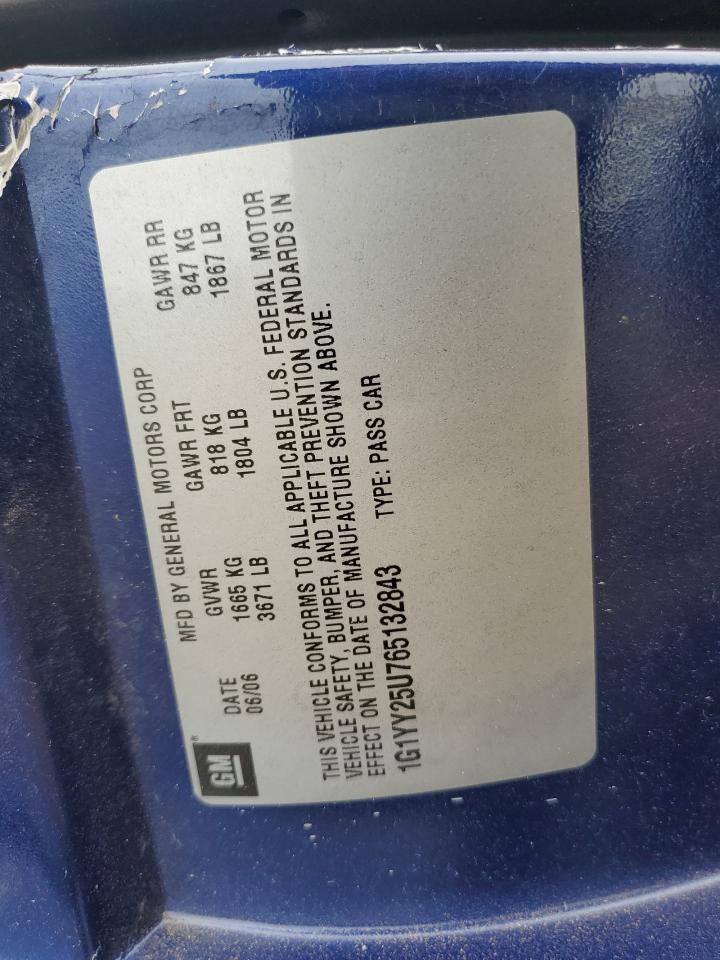 GM®
MFD BY GENERAL MOTORS CORP
DATE GVWR GAWR FRT GAWR RR
06/06 1665 KG 818 KG 847 KG
3671 LB 1804 LB 1867 LB
THIS VEHICLE CONFORMS TO ALL APPLICABLE U.S. FEDERAL MOTOR
VEHICLE SAFETY, BUMPER, AND THEFT PREVENTION STANDARDS IN
EFFECT ON THE DATE OF MANUFACTURE SHOWN ABOVE.
1G1YY25U765132843 TYPE: PASS CAR